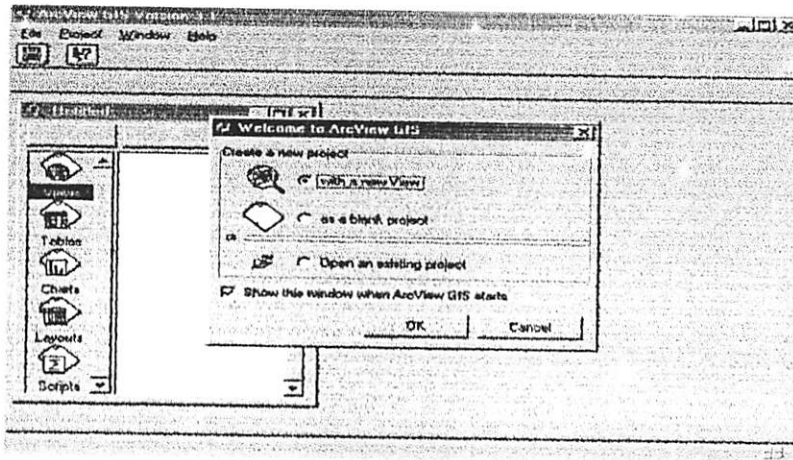 ArcView GIS Version 3.1
File Project Window Help
Untitled
Views
Tables
Charts
Layouts
Scripts
Welcome to ArcView GIS
Create a new project
with a new View
as a blank project
or
Open an existing project
Show this window when ArcView GIS starts
OK Cancel